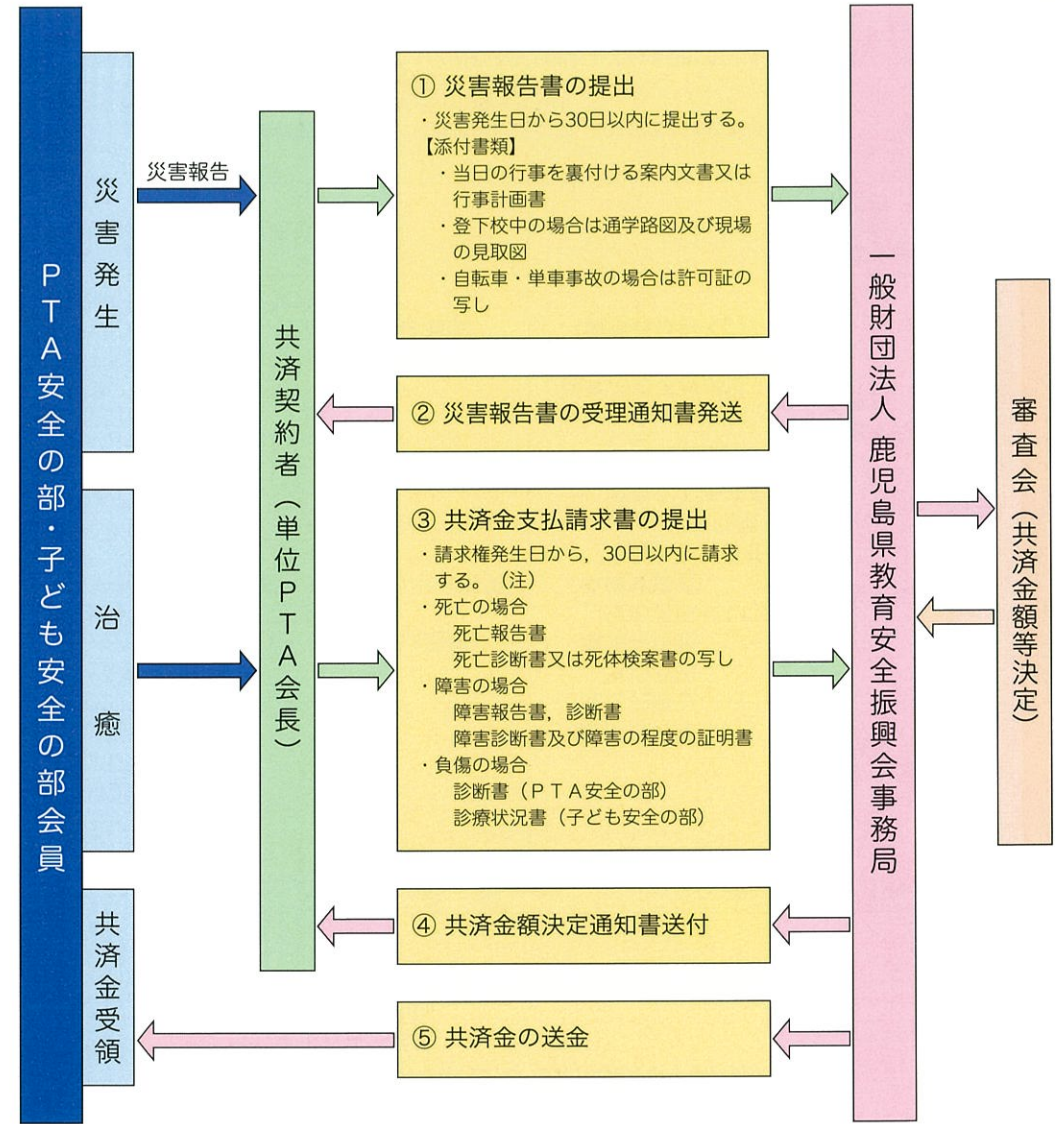 PTA安全の部・子ども安全の部会員
災害発生
災害報告
共済契約者（単位PTA会長）
① 災害報告書の提出
・災害発生日から30日以内に提出する。
【添付書類】
・当日の行事を裏付ける案内文書又は
行事計画書
・登下校中の場合は通学路図及び現場
の見取図
・自転車・単車事故の場合は許可証の
写し
② 災害報告書の受理通知書発送
治癒
③ 共済金支払請求書の提出
・請求権発生日から，30日以内に請求
する。（注）
・死亡の場合
死亡報告書
死亡診断書又は死体検案書の写し
・障害の場合
障害報告書，診断書
障害診断書及び障害の程度の証明書
・負傷の場合
診断書（ＰＴＡ安全の部）
診療状況書（子ども安全の部）
④ 共済金額決定通知書送付
共済金受領
⑤ 共済金の送金
一般財団法人 鹿児島県教育安全振興会事務局
審査会（共済金額等決定）